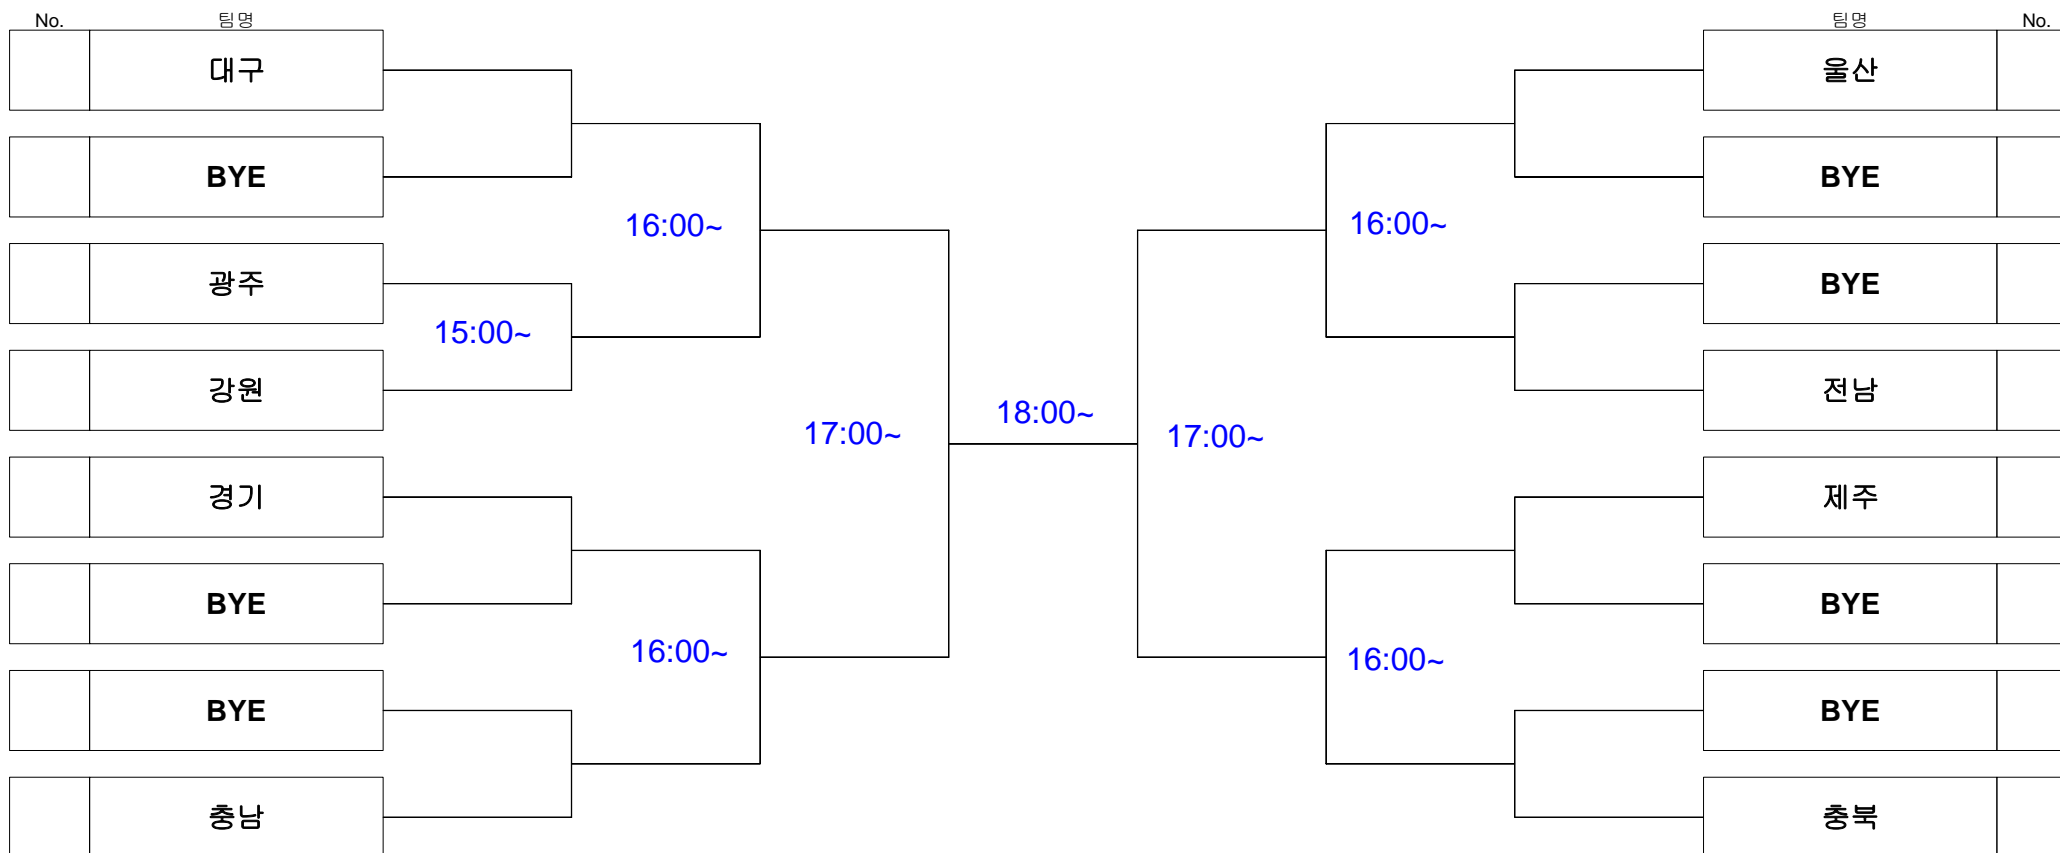 No. 팀명 팀명 No.
대구 울산
BYE BYE
16:00~ 16:00~
광주 BYE
15:00~
강원 전남
18:00~
17:00~ 17:00~
경기 제주
BYE BYE
16:00~ 16:00~
BYE BYE
충남 충북